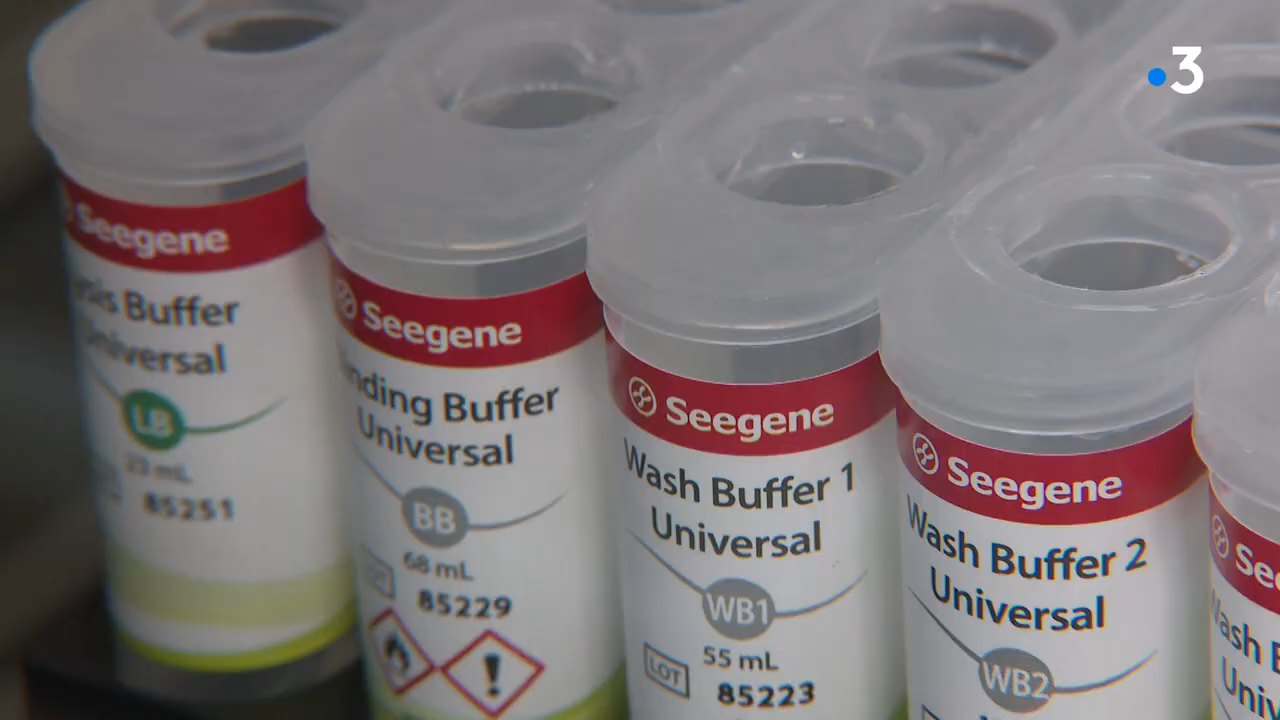 3
Seegene
Buffer
Universal
LB
23 mL
85251
Seegene
Buffer
Universal
BB
68 mL
85229
Seegene
Wash Buffer 1
Universal
WB1
55 mL
LOT
85223
Seegene
Wash Buffer 2
Universal
WB2